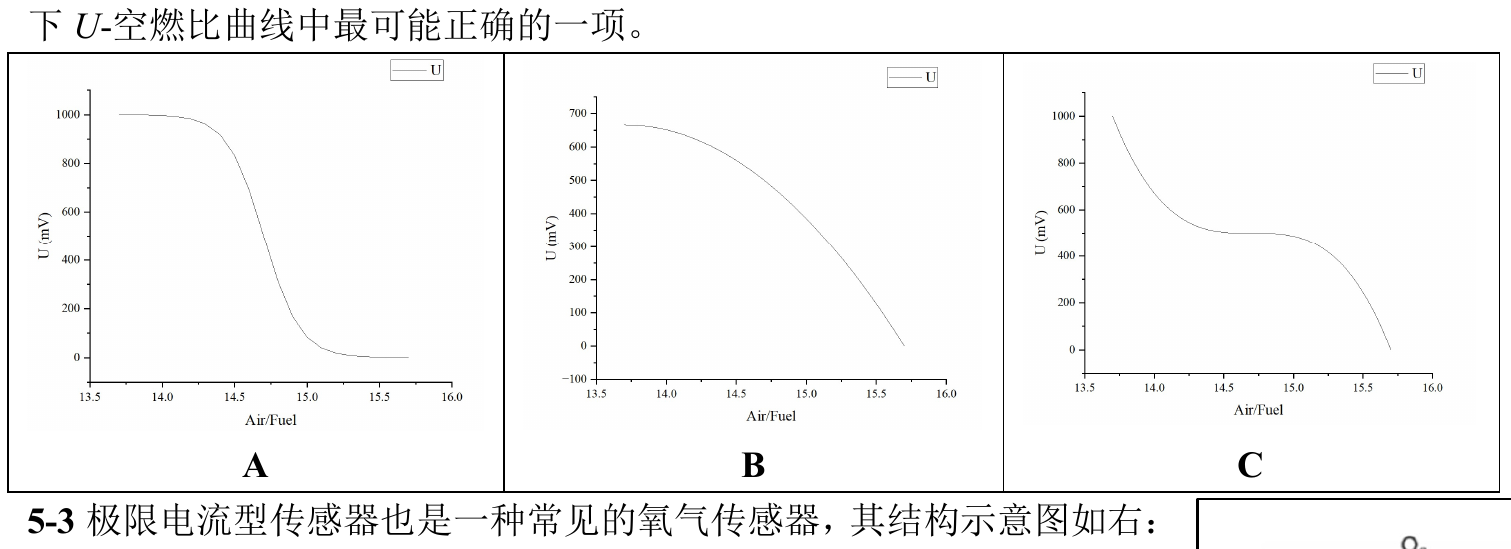 下 U-空燃比曲线中最可能正确的一项。
U
1000
800
600
400
200
0
U (mV)
13.5 14.0 14.5 15.0 15.5 16.0
Air/Fuel
A
U
700
600
500
400
300
200
100
0
−100
U (mV)
13.5 14.0 14.5 15.0 15.5 16.0
Air/Fuel
B
U
1000
800
600
400
200
0
U (mV)
13.5 14.0 14.5 15.0 15.5 16.0
Air/Fuel
C
5-3 极限电流型传感器也是一种常见的氧气传感器，其结构示意图如右：